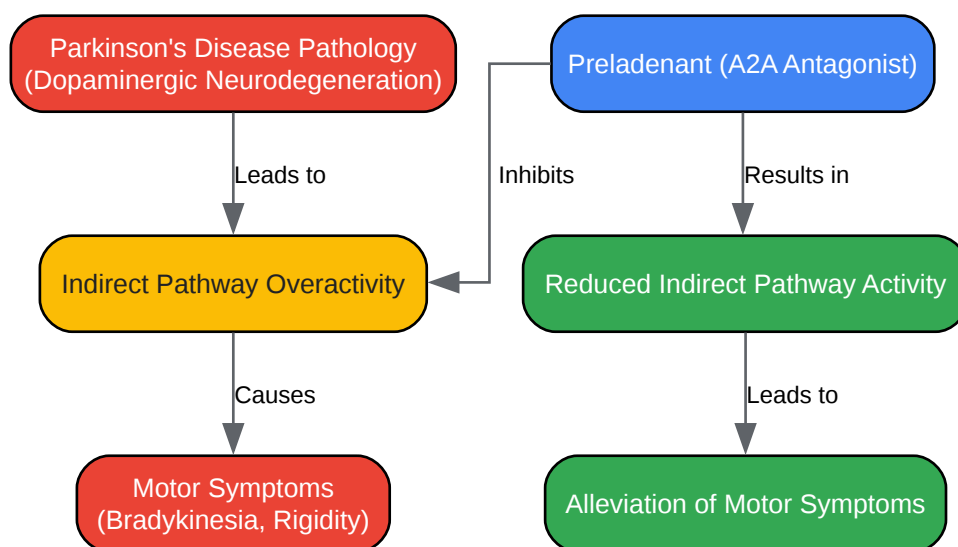 Parkinson's Disease Pathology
(Dopaminergic Neurodegeneration)
Preladenant (A2A Antagonist)
Leads to
Inhibits
Results in
Indirect Pathway Overactivity
Reduced Indirect Pathway Activity
Causes
Leads to
Motor Symptoms
(Bradykinesia, Rigidity)
Alleviation of Motor Symptoms